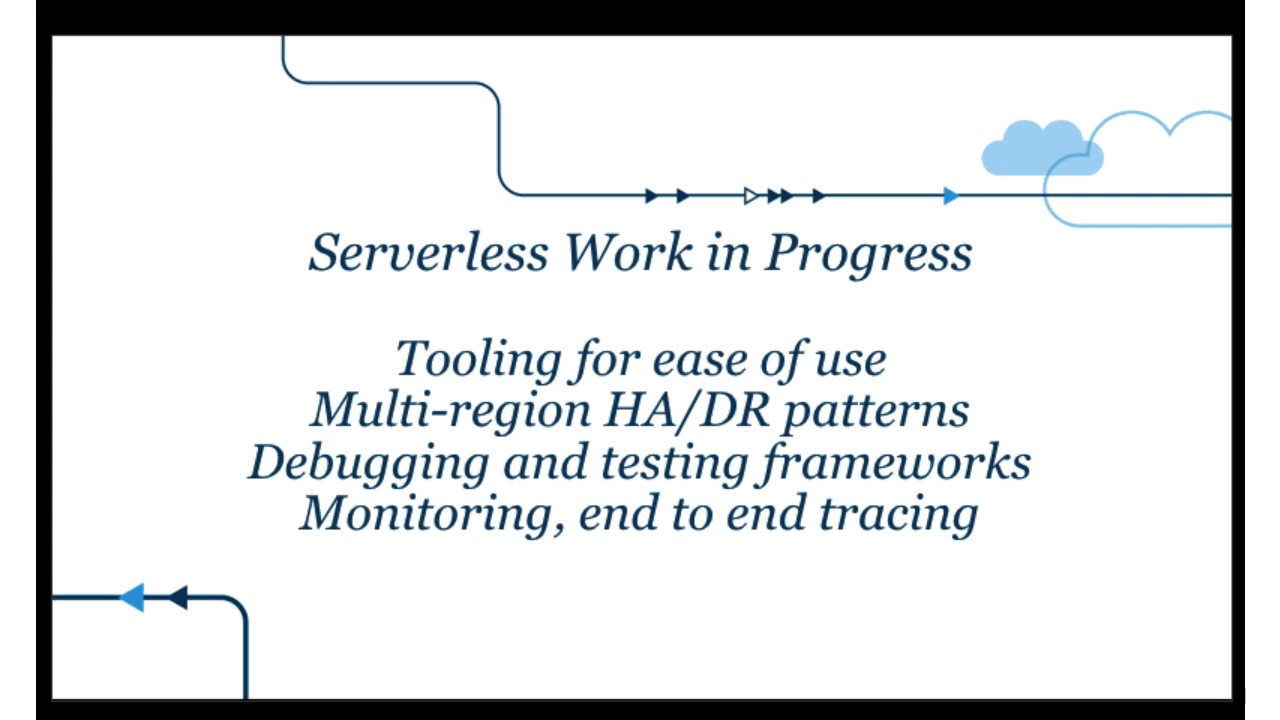 Serverless Work in Progress
Tooling for ease of use
Multi-region HA/DR patterns
Debugging and testing frameworks
Monitoring, end to end tracing